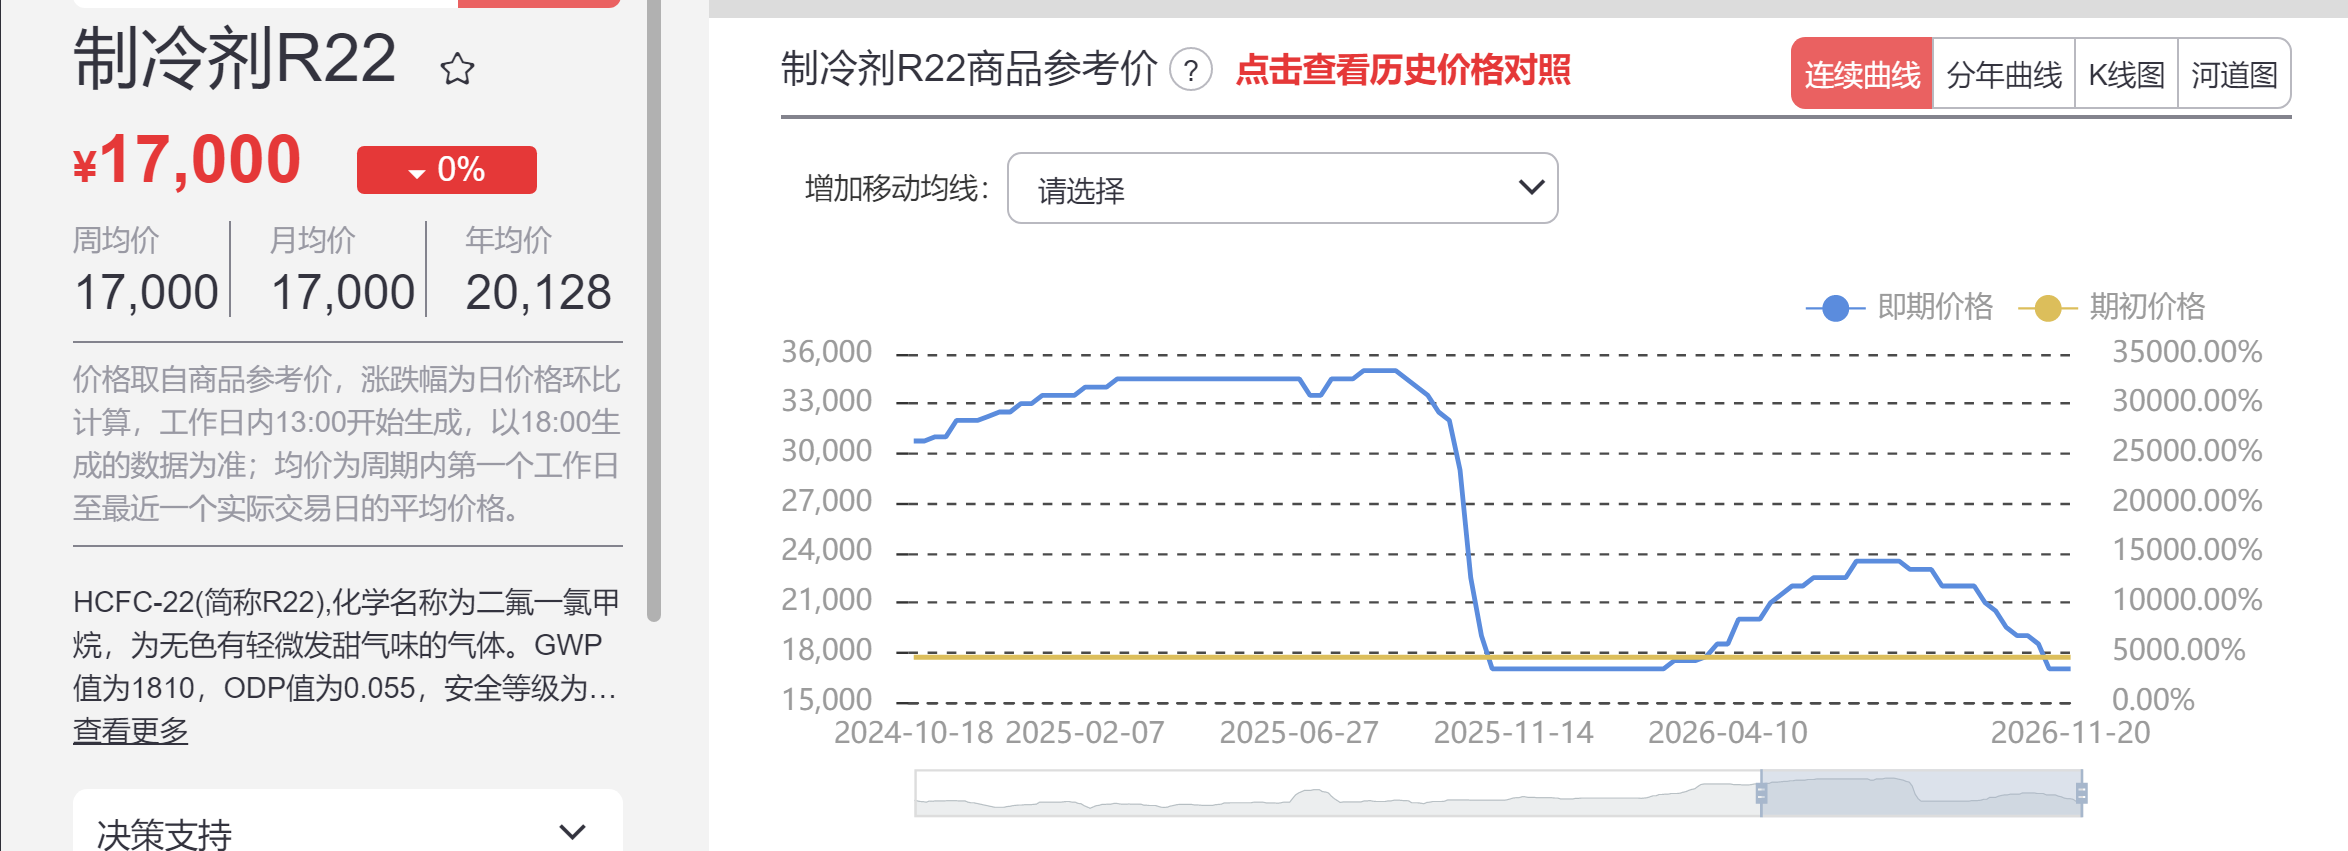 制冷剂R22
¥17,000
0%
周均价 月均价 年均价
17,000 17,000 20,128
价格取自商品参考价，涨跌幅为日价格环比
计算，工作日内13:00开始生成，以18:00生
成的数据为准；均价为周期内第一个工作日
至最近一个实际交易日的平均价格。
HCFC-22(简称R22),化学名称为二氟一氯甲
烷，为无色有轻微发甜气味的气体。GWP
值为1810，ODP值为0.055，安全等级为…
查看更多
决策支持
制冷剂R22商品参考价 ? 点击查看历史价格对照
连续曲线 分年曲线 K线图 河道图
增加移动均线： 请选择
即期价格 期初价格
36,000 35000.00%
33,000 30000.00%
30,000 25000.00%
27,000 20000.00%
24,000 15000.00%
21,000 10000.00%
18,000 5000.00%
15,000 0.00%
2024-10-18 2025-02-07 2025-06-27 2025-11-14 2026-04-10 2026-11-20